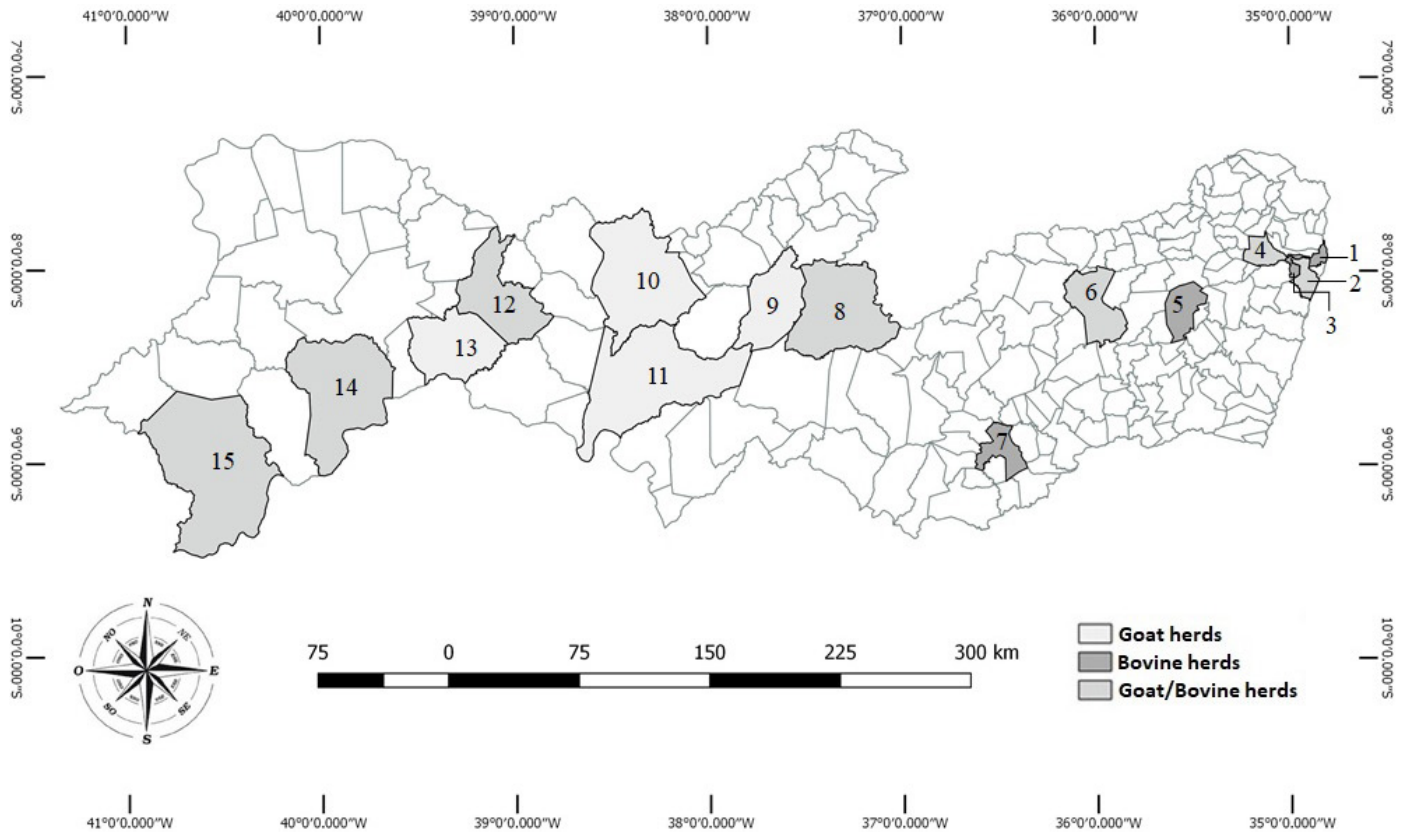 41°0'0.000"W 40°0'0.000"W 39°0'0.000"W 38°0'0.000"W 37°0'0.000"W 36°0'0.000"W 35°0'0.000"W
7°0'0.000"S 7°0'0.000"S
8°0'0.000"S 8°0'0.000"S
9°0'0.000"S 9°0'0.000"S
10°0'0.000"S 10°0'0.000"S
1
4
2
10
6
12
9
8
5
3
13
11
14
7
15
N
NO NE
O E
SO SE
S
75 0 75 150 225 300 km
Goat herds
Bovine herds
Goat/Bovine herds
41°0'0.000"W 40°0'0.000"W 39°0'0.000"W 38°0'0.000"W 37°0'0.000"W 36°0'0.000"W 35°0'0.000"W